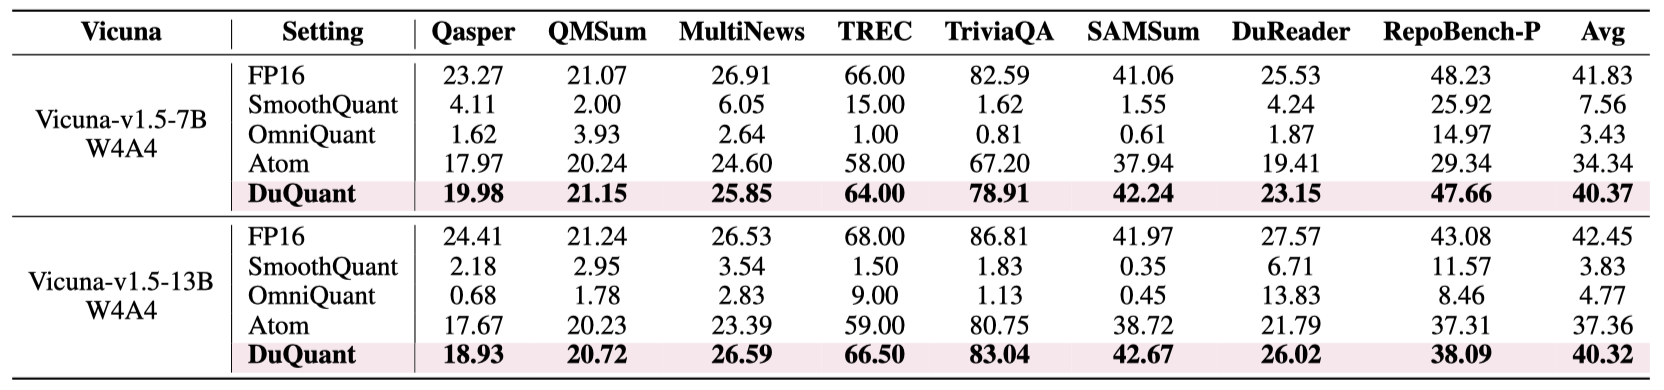 Vicuna Setting Qasper QMSum MultiNews TREC TriviaQA SAMSum DuReader RepoBench-P Avg
FP16 23.27 21.07 26.91 66.00 82.59 41.06 25.53 48.23 41.83
SmoothQuant 4.11 2.00 6.05 15.00 1.62 1.55 4.24 25.92 7.56
Vicuna-v1.5-7B
OmniQuant 1.62 3.93 2.64 1.00 0.81 0.61 1.87 14.97 3.43
W4A4
Atom 17.97 20.24 24.60 58.00 67.20 37.94 19.41 29.34 34.34
DuQuant 19.98 21.15 25.85 64.00 78.91 42.24 23.15 47.66 40.37
FP16 24.41 21.24 26.53 68.00 86.81 41.97 27.57 43.08 42.45
SmoothQuant 2.18 2.95 3.54 1.50 1.83 0.35 6.71 11.57 3.83
Vicuna-v1.5-13B
OmniQuant 0.68 1.78 2.83 9.00 1.13 0.45 13.83 8.46 4.77
W4A4
Atom 17.67 20.23 23.39 59.00 80.75 38.72 21.79 37.31 37.36
DuQuant 18.93 20.72 26.59 66.50 83.04 42.67 26.02 38.09 40.32